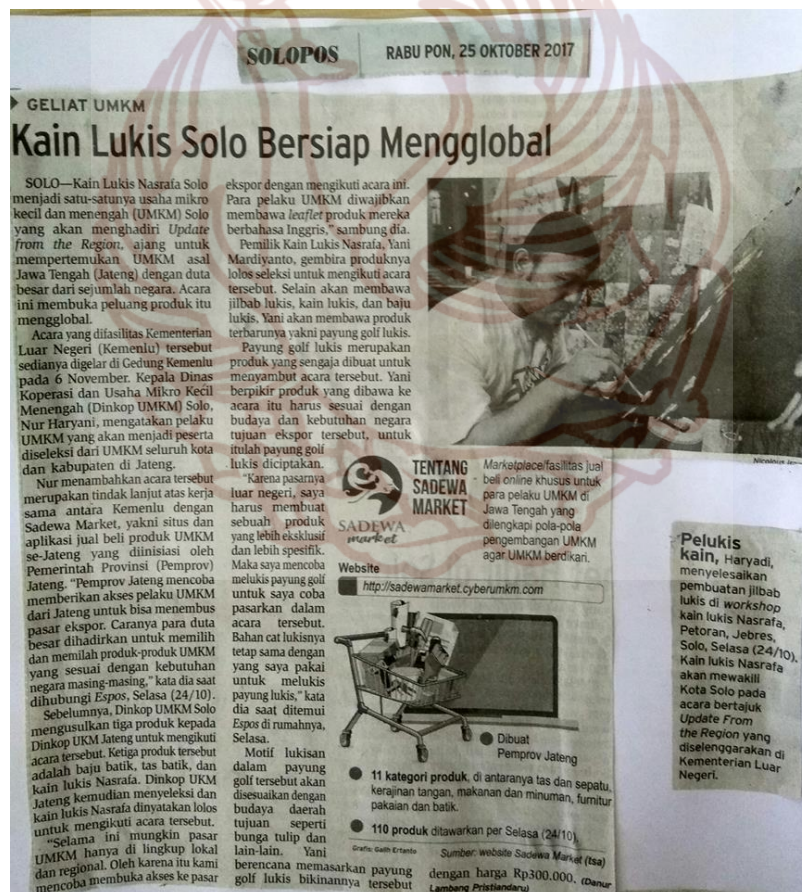 SOLOPOS
RABU PON, 25 OKTOBER 2017
GELIAT UMKM
Kain Lukis Solo Bersiap Mengglobal
SOLO—Kain Lukis Nasrafa Solo
menjadi satu-satunya usaha mikro
kecil dan menengah (UMKM) Solo
yang akan menghadiri Update
from the Region, ajang untuk
mempertemukan UMKM asal
Jawa Tengah (Jateng) dengan duta
besar dari sejumlah negara. Acara
ini membuka peluang produk itu
mengglobal.
Acara yang difasilitas Kementerian
Luar Negeri (Kemenlu) tersebut
sedianya digelar di Gedung Kemenlu
pada 6 November. Kepala Dinas
Koperasi dan Usaha Mikro Kecil
Menengah (Dinkop UMKM) Solo,
Nur Haryani, mengatakan pelaku
UMKM yang akan menjadi peserta
diseleksi dari UMKM seluruh kota
dan kabupaten di Jateng.
Nur menambahkan acara tersebut
merupakan tindak lanjut atas kerja
sama antara Kemenlu dengan
Sadewa Market, yakni situs dan
aplikasi jual beli produk UMKM
se-Jateng yang diinisiasi oleh
Pemerintah Provinsi (Pemprov)
Jateng. "Pemprov Jateng mencoba
memberikan akses pelaku UMKM
dari Jateng untuk bisa menembus
pasar ekspor. Caranya para duta
besar dihadirkan untuk memilih
dan memilah produk-produk UMKM
yang sesuai dengan kebutuhan
negara masing-masing," kata dia saat
dihubungi Espos, Selasa (24/10).
Sebelumnya, Dinkop UMKM Solo
mengusulkan tiga produk kepada
Dinkop UKM Jateng untuk mengikuti
acara tersebut. Ketiga produk tersebut
adalah baju batik, tas batik, dan
kain lukis Nasrafa. Dinkop UKM
Jateng kemudian menyeleksi dan
kain lukis Nasrafa dinyatakan lolos
untuk mengikuti acara tersebut.
"Selama ini mungkin pasar
UMKM hanya di lingkup lokal
dan regional. Oleh karena itu kami
mencoba membuka akses ke pasar
ekspor dengan mengikuti acara ini.
Para pelaku UMKM diwajibkan
membawa leaflet produk mereka
berbahasa Inggris," sambung dia.
Pemilik Kain Lukis Nasrafa, Yani
Mardiyanto, gembira produknya
lolos seleksi untuk mengikuti acara
tersebut. Selain akan membawa
jilbab lukis, kain lukis, dan baju
lukis. Yani akan membawa produk
terbarunya yakni payung golf lukis.
Payung golf lukis merupakan
produk yang sengaja dibuat untuk
menyambut acara tersebut. Yani
berpikir produk yang dibawa ke
acara itu harus sesuai dengan
budaya dan kebutuhan negara
tujuan ekspor tersebut, untuk
itulah payung golf
lukis diciptakan.
"Karena pasarnya
luar negeri, saya
harus membuat
sebuah produk
yang lebih eksklusif
dan lebih spesifik.
Maka saya mencoba
melukis payung golf
untuk saya coba
pasarkan dalam
acara tersebut.
Bahan cat lukisnya
tetap sama dengan
yang saya pakai
untuk melukis
payung lukis," kata
dia saat ditemui
Espos di rumahnya,
Selasa.
Motif lukisan
dalam payung
golf tersebut akan
disesuaikan dengan
budaya daerah
tujuan seperti
bunga tulip dan
lain-lain. Yani
berencana memasarkan payung
golf lukis bikinannya tersebut
dengan harga Rp300.000. (Danur
Lambang Pristiandaru)
SADEWA
market
TENTANG
SADEWA
MARKET
Marketplace/fasilitas jual
beli online khusus untuk
para pelaku UMKM di
Jawa Tengah yang
dilengkapi pola-pola
pengembangan UMKM
agar UMKM berdikari.
Website
http://sadewamarket.cyberumkm.com
Dibuat
Pemprov Jateng
11 kategori produk, di antaranya tas dan sepatu,
kerajinan tangan, makanan dan minuman, furnitur
pakaian dan batik.
110 produk ditawarkan per Selasa (24/10),
Grafis: Galih Ertanto
Sumber: website Sadewa Market (tsa)
Pelukis
kain, Haryadi,
menyelesaikan
pembuatan jilbab
lukis di workshop
kain lukis Nasrafa,
Petoran, Jebres,
Solo, Selasa (24/10).
Kain lukis Nasrafa
akan mewakili
Kota Solo pada
acara bertajuk
Update From
the Region yang
diselenggarakan di
Kementerian Luar
Negeri.